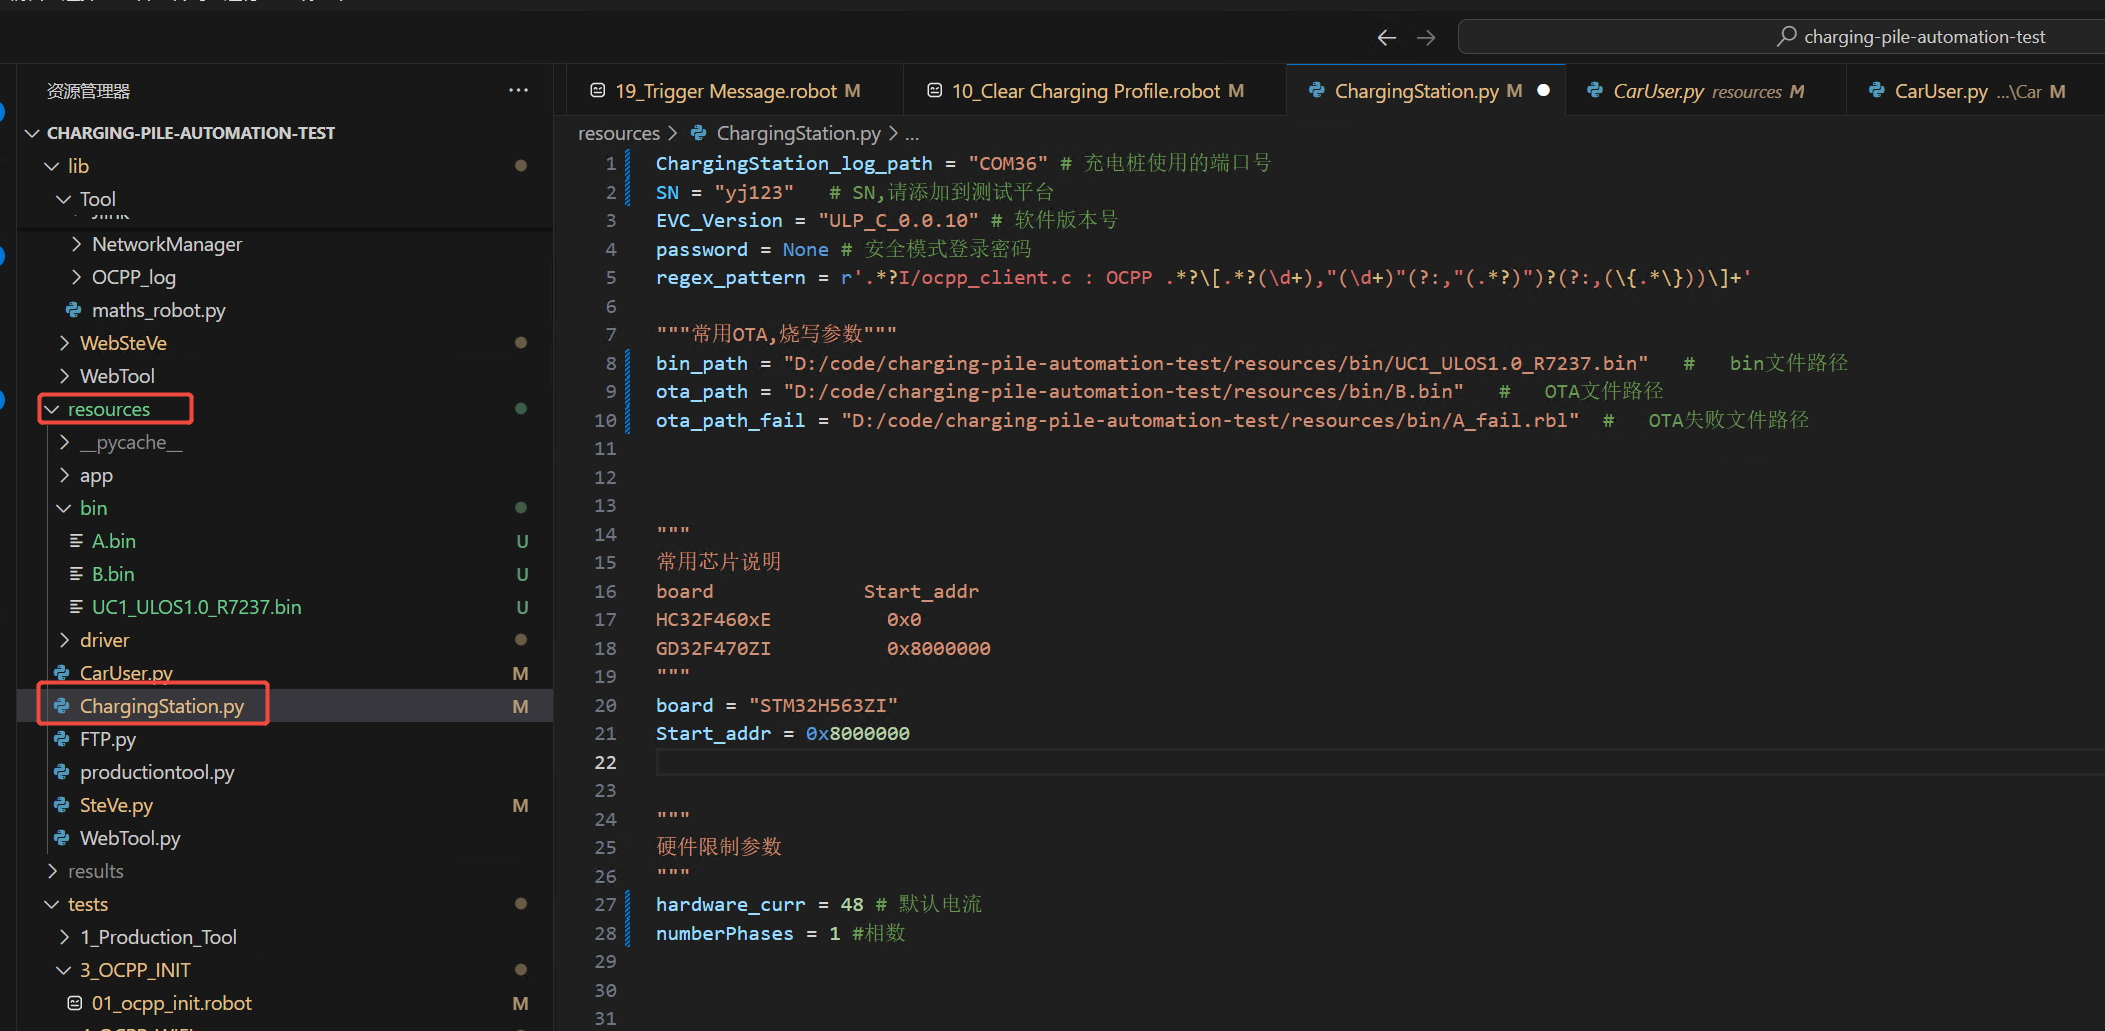 charging-pile-automation-test
资源管理器
19_Trigger Message.robot M
10_Clear Charging Profile.robot M
ChargingStation.py M
CarUser.py resources M
CarUser.py ...\Car M
CHARGING-PILE-AUTOMATION-TEST
lib
Tool
NetworkManager
OCPP_log
maths_robot.py
WebSteVe
WebTool
resources
__pycache__
app
bin
A.bin U
B.bin U
UC1_ULOS1.0_R7237.bin U
driver
CarUser.py M
ChargingStation.py M
FTP.py
productiontool.py
SteVe.py M
WebTool.py
results
tests
1_Production_Tool
3_OCPP_INIT
01_ocpp_init.robot M
resources > ChargingStation.py > ...
1 ChargingStation_log_path = "COM36" # 充电桩使用的端口号
2 SN = "yj123" # SN,请添加到测试平台
3 EVC_Version = "ULP_C_0.0.10" # 软件版本号
4 password = None # 安全模式登录密码
5 regex_pattern = r'.*?I/ocpp_client.c : OCPP .*?\[.*?(\d+),"(\d+)"(?:,"(.*?)")?(?:,(\{.*\}))\]+'
6
7 """常用OTA,烧写参数"""
8 bin_path = "D:/code/charging-pile-automation-test/resources/bin/UC1_ULOS1.0_R7237.bin" # bin文件路径
9 ota_path = "D:/code/charging-pile-automation-test/resources/bin/B.bin" # OTA文件路径
10 ota_path_fail = "D:/code/charging-pile-automation-test/resources/bin/A_fail.rbl" # OTA失败文件路径
11
12
13
14 """
15 常用芯片说明
16 board Start_addr
17 HC32F460xE 0x0
18 GD32F470ZI 0x8000000
19 """
20 board = "STM32H563ZI"
21 Start_addr = 0x8000000
22
23
24 """
25 硬件限制参数
26 """
27 hardware_curr = 48 # 默认电流
28 numberPhases = 1 #相数
29
30
31